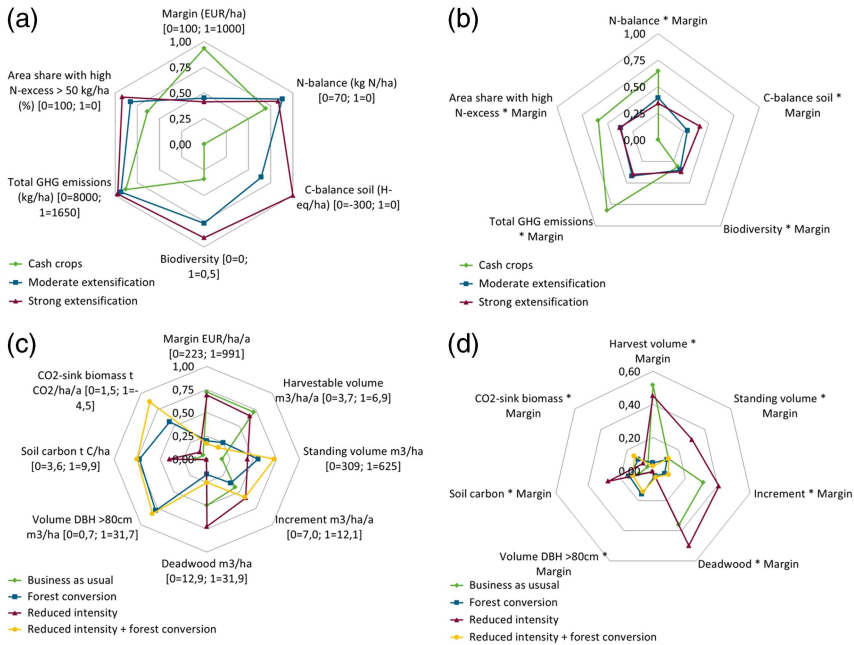 (a)
Margin (EUR/ha)
[0=100; 1=1000]
1,00
0,75
0,50
0,25
0,00
N-balance (kg N/ha)
[0=70; 1=0]
C-balance soil (H-
eq/ha) [0=-300; 1=0]
Biodiversity [0=0;
1=0,5]
Total GHG emissions
(kg/ha) [0=8000;
1=1650]
Area share with high
N-excess > 50 kg/ha
(%) [0=100; 1=0]
Cash crops
Moderate extensification
Strong extensification
(b)
N-balance * Margin
1,00
0,75
0,50
0,25
0,00
C-balance soil *
Margin
Biodiversity * Margin
Total GHG emissions
* Margin
Area share with high
N-excess * Margin
Cash crops
Moderate extensification
Strong extensification
(c)
Margin EUR/ha/a
[0=223; 1=991]
1,00
0,75
0,50
0,25
0,00
Harvestable volume
m3/ha/a [0=3,7; 1=6,9]
Standing volume m3/ha
[0=309; 1=625]
Increment m3/ha/a
[0=7,0; 1=12,1]
Deadwood m3/ha
[0=12,9; 1=31,9]
Volume DBH >80cm
m3/ha [0=0,7; 1=31,7]
Soil carbon t C/ha
[0=3,6; 1=9,9]
CO2-sink biomass t
CO2/ha/a [0=1,5; 1=-
4,5]
Business as usual
Forest conversion
Reduced intensity
Reduced intensity + forest conversion
(d)
Harvest volume *
Margin
0,60
0,40
0,20
0,00
Standing volume *
Margin
Increment * Margin
Deadwood * Margin
Volume DBH >80cm *
Margin
Soil carbon * Margin
CO2-sink biomass *
Margin
Business as ususal
Forest conversion
Reduced intensity
Reduced intensity + forest conversion